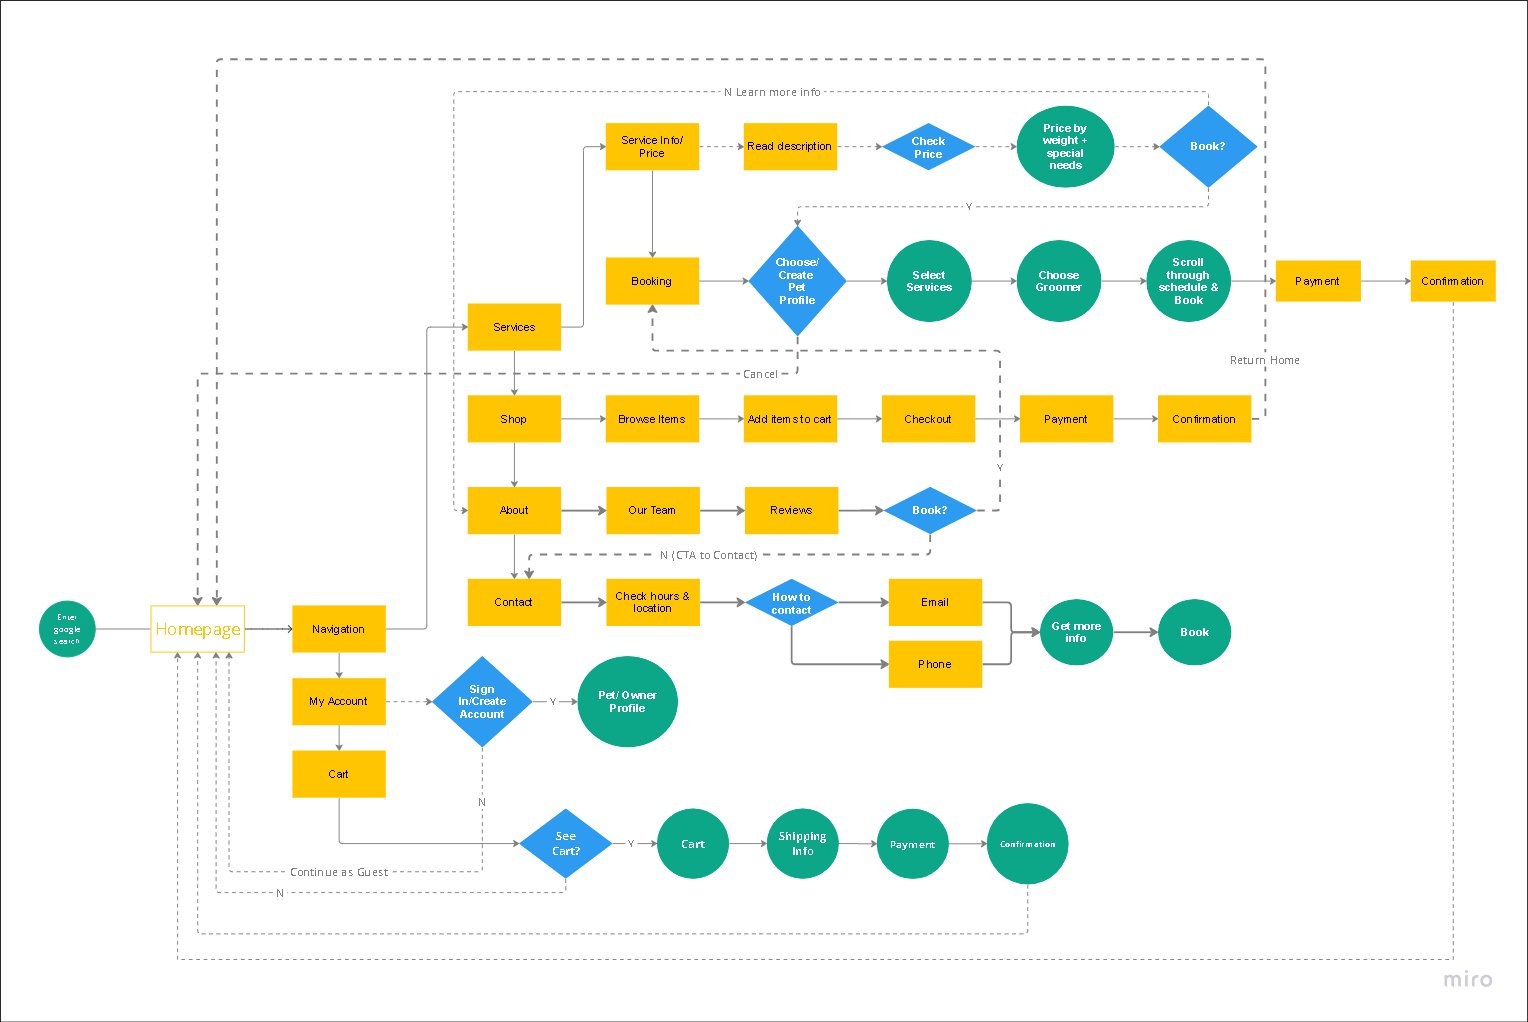 N Learn more info
Service Info/
Price
Read description
Check
Price
Price by
weight +
special
needs
Book?
Y
Booking
Choose/
Create
Pet
Profile
Select
Services
Choose
Groomer
Scroll
through
schedule &
Book
Payment
Confirmation
Services
Return Home
Cancel
Shop
Browse Items
Add items to cart
Checkout
Payment
Confirmation
Y
About
Our Team
Reviews
Book?
N (CTA to Contact)
Contact
Check hours &
location
How to
contact
Email
Phone
Get more
info
Book
Enter
google
search
Homepage
Navigation
My Account
Sign
In/Create
Account
Y
Pet/ Owner
Profile
Cart
N
See
Cart?
Y
Cart
Shipping
Info
Payment
Confirmation
Continue as Guest
N
miro